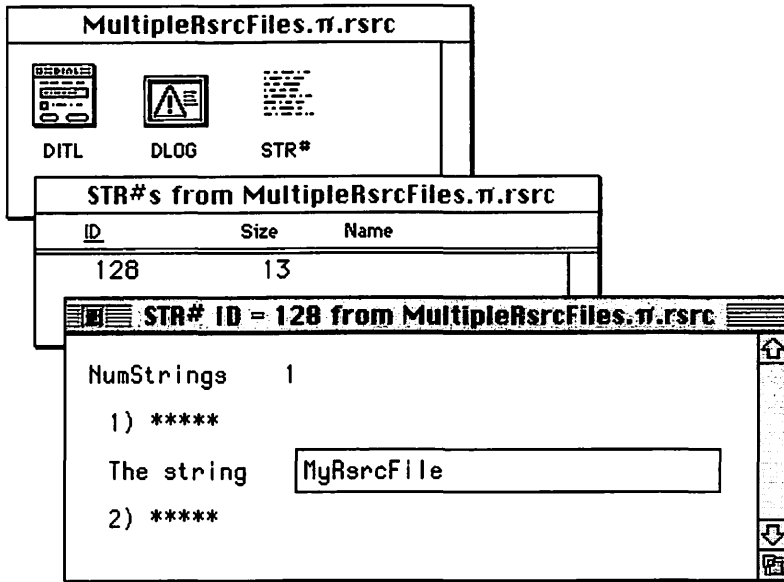 MultipleRsrcFiles.π.rsrc
DITL DLOG STR#
STR#s from MultipleRsrcFiles.π.rsrc
ID Size Name
128 13
STR# ID = 128 from MultipleRsrcFiles.π.rsrc
NumStrings 1
1) *****
The string MyRsrcFile
2) *****